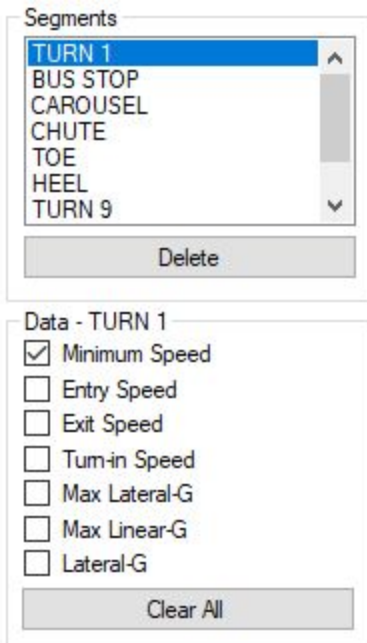 Segments
TURN 1
BUS STOP
CAROUSEL
CHUTE
TOE
HEEL
TURN 9
Delete
Data - TURN 1
Minimum Speed
Entry Speed
Exit Speed
Turn-in Speed
Max Lateral-G
Max Linear-G
Lateral-G
Clear All